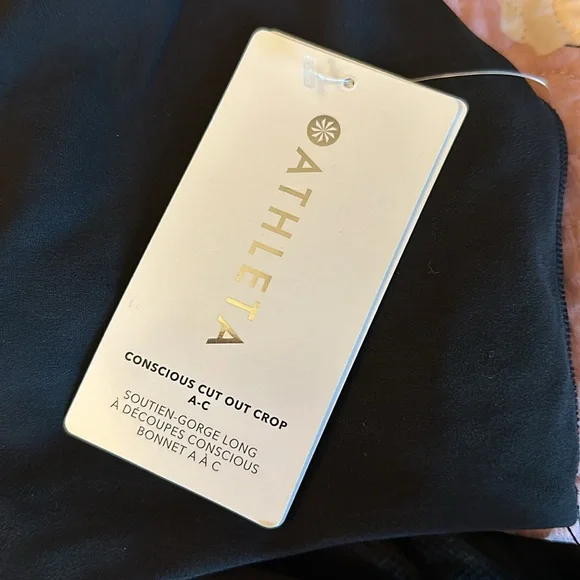 ATHLETA
CONSCIOUS CUT OUT CROP
A-C
SOUTIEN-GORGE LONG
À DÉCOUPES CONSCIOUS
BONNET A À C